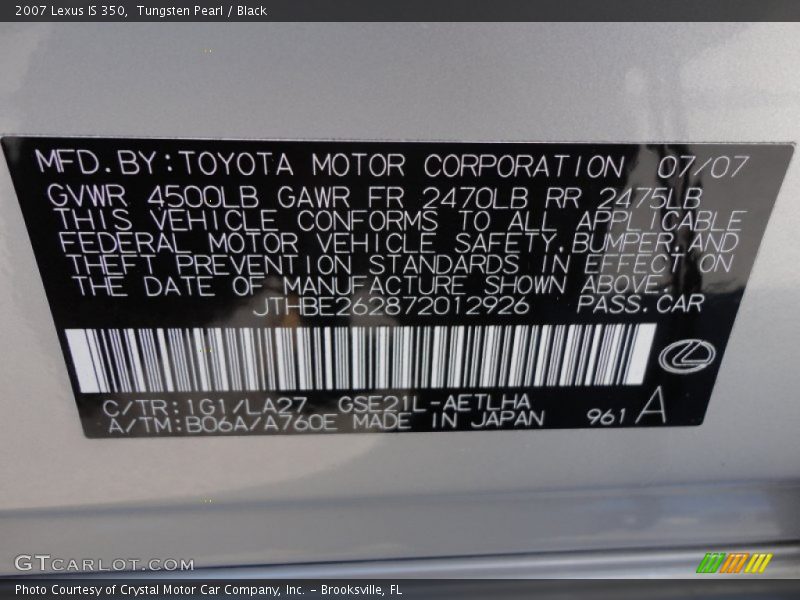 2007 Lexus IS 350,  Tungsten Pearl / Black
MFD. BY: TOYOTA MOTOR CORPORATION 07/07
GVWR 4500LB GAWR FR 2470LB RR 2475LB
THIS VEHICLE CONFORMS TO ALL APPLICABLE
FEDERAL MOTOR VEHICLE SAFETY, BUMPER, AND
THEFT PREVENTION STANDARDS IN EFFECT ON
THE DATE OF MANUFACTURE SHOWN ABOVE.
JTHBE262872012926 PASS. CAR
C/TR: 1G1/LA27 GSE21L-AETLHA
A/TM: B06A/A760E MADE IN JAPAN 961 A
GTCARLOT.COM
Photo Courtesy of Crystal Motor Car Company, Inc. – Brooksville, FL